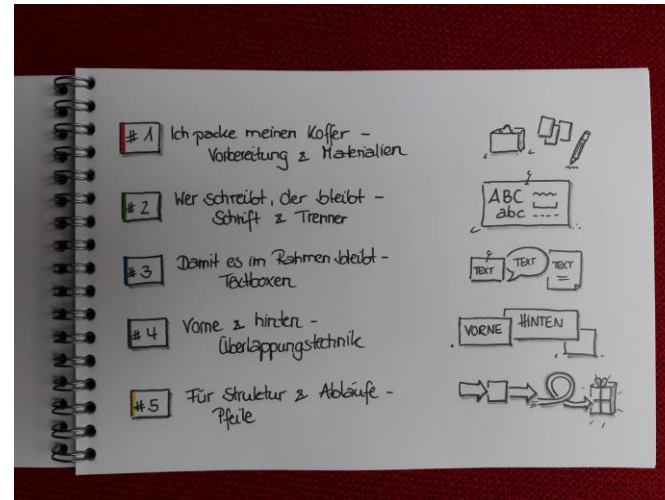 #1 Ich packe meinen Koffer -
Vorbereitung & Materialien
#2 Wer schreibt, der bleibt -
Schrift & Trenner
ABC
abc
#3 Damit es im Rahmen bleibt -
Textboxen
TEXT TEXT TEXT
#4 Vorne & hinten -
Überlappungstechnik
VORNE HINTEN
#5 Für Struktur & Abläufe -
Pfeile